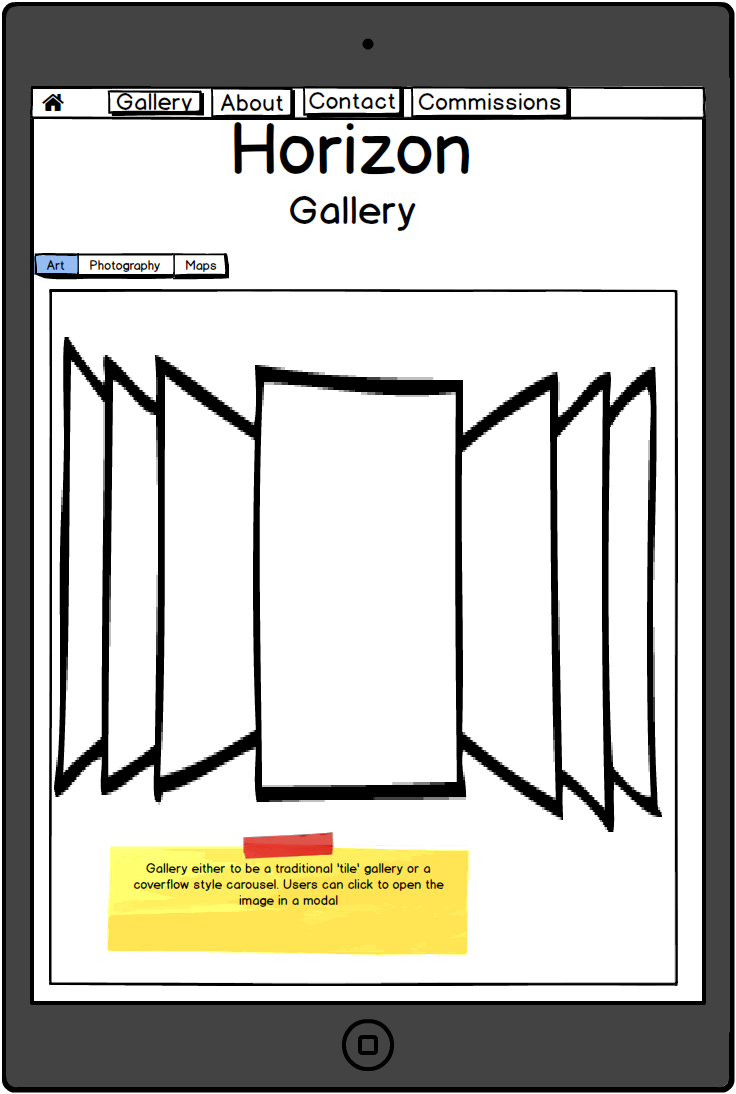 Gallery About Contact Commissions
Horizon
Gallery
Art Photography Maps
Gallery either to be a traditional 'tile' gallery or a
coverflow style carousel. Users can click to open the
image in a modal